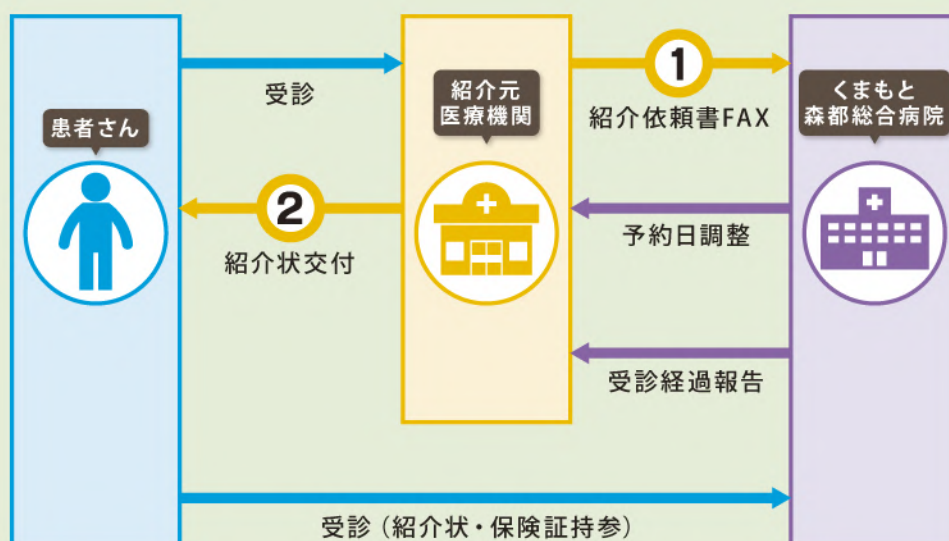 患者さん
受診
紹介元
医療機関
1
紹介依頼書FAX
くまもと
森都総合病院
2
紹介状交付
予約日調整
受診経過報告
受診（紹介状・保険証持参）